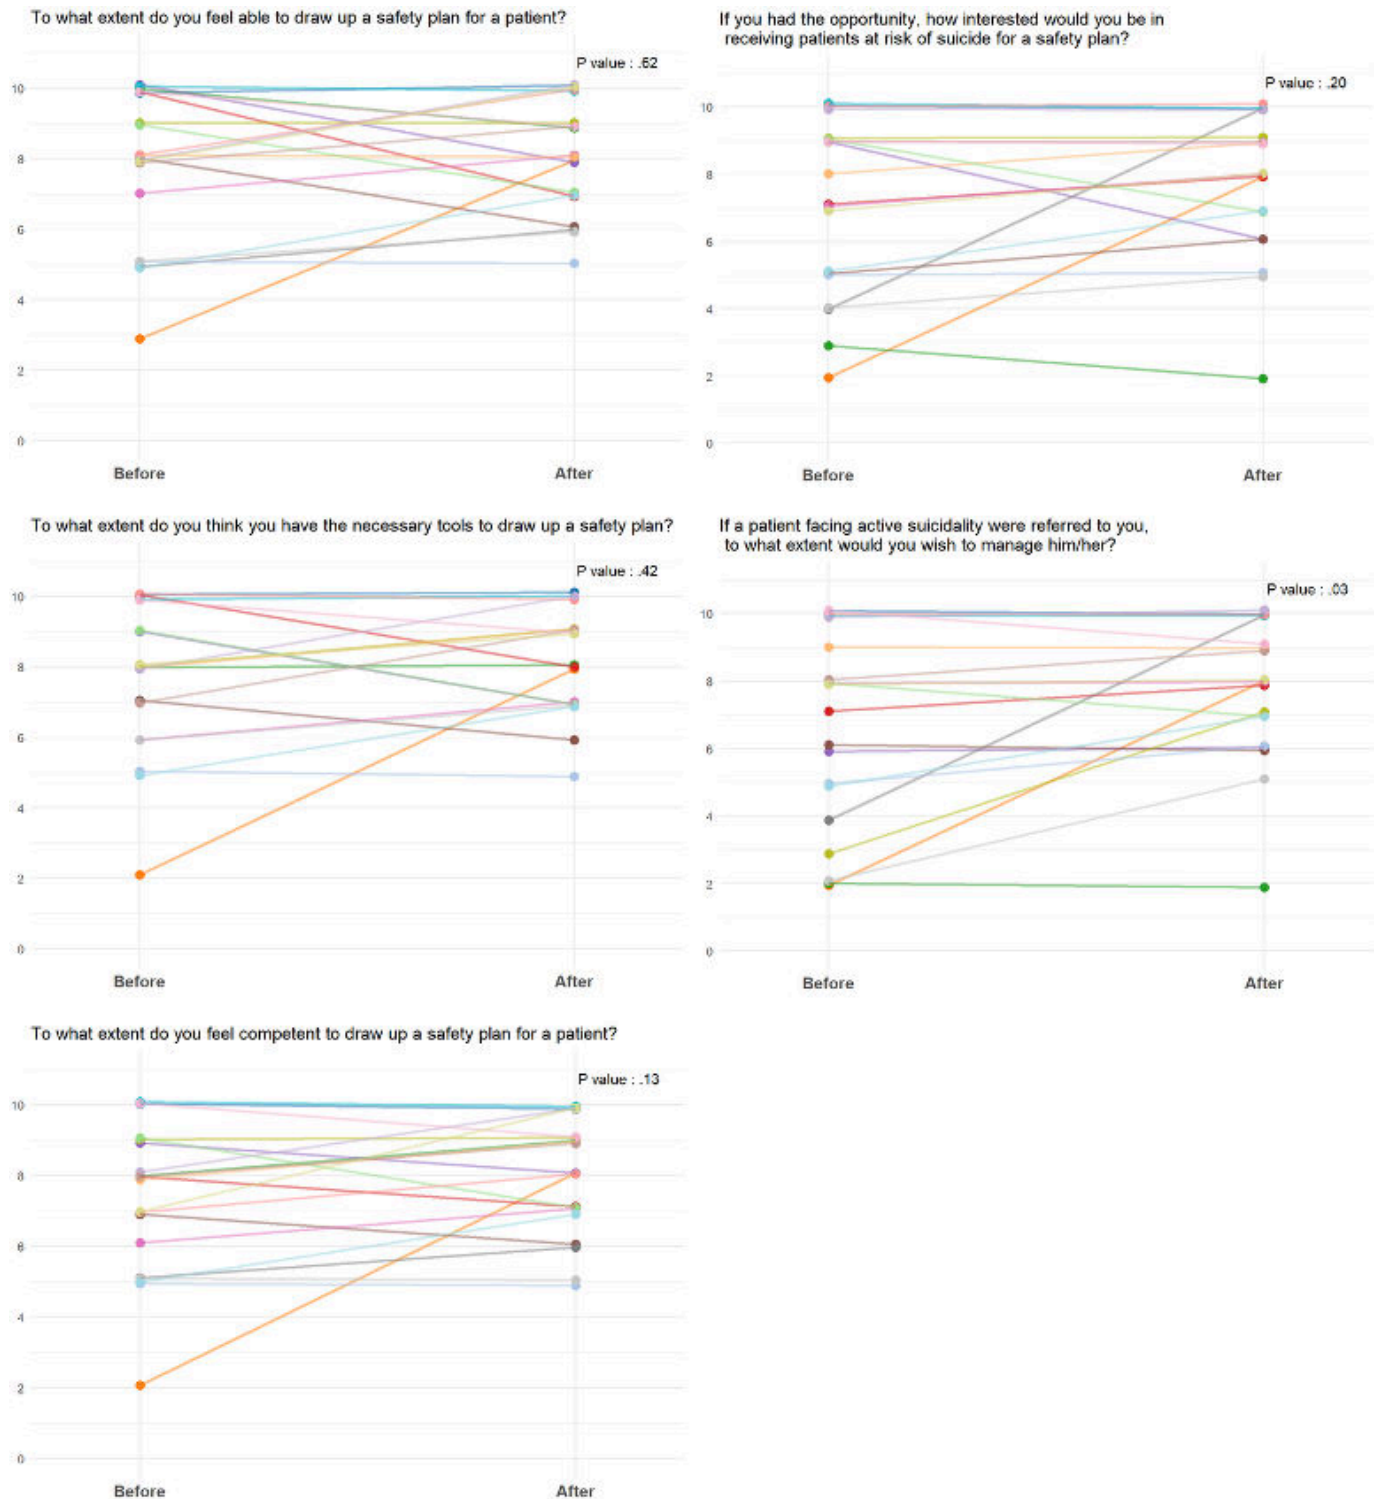 To what extent do you feel able to draw up a safety plan for a patient?
P value : .62
10
8
6
4
2
0
Before After
If you had the opportunity, how interested would you be in
receiving patients at risk of suicide for a safety plan?
P value : .20
10
8
6
4
2
0
Before After
To what extent do you think you have the necessary tools to draw up a safety plan?
P value : .42
10
8
6
4
2
0
Before After
If a patient facing active suicidality were referred to you,
to what extent would you wish to manage him/her?
P value : .03
10
8
6
4
2
0
Before After
To what extent do you feel competent to draw up a safety plan for a patient?
P value : .13
10
8
6
4
2
0
Before After